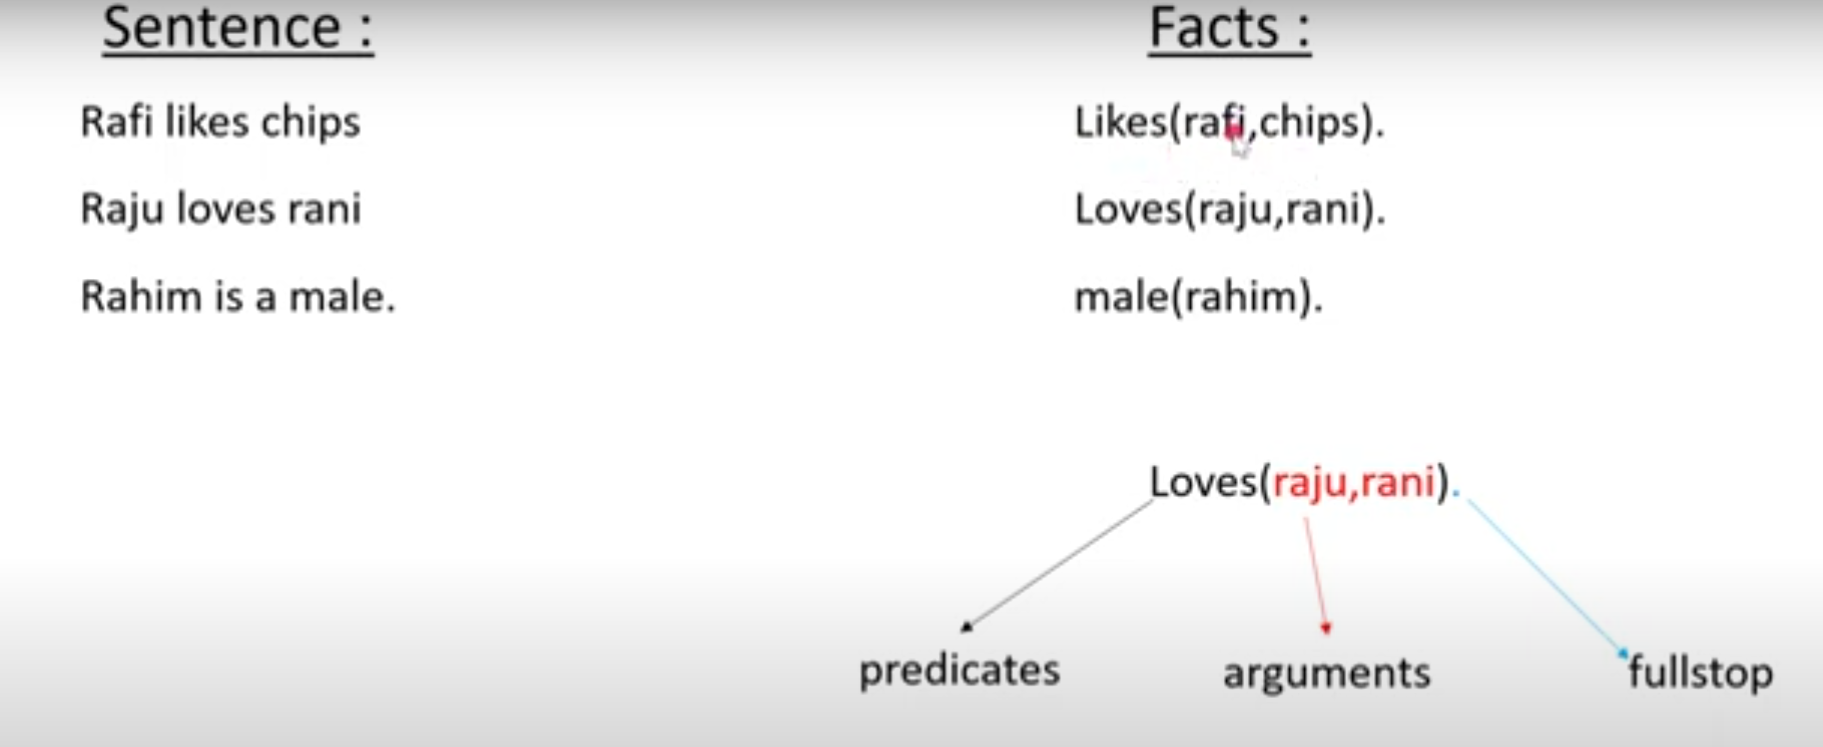 Sentence :
Facts :
Rafi likes chips
Likes(rafi,chips).
Raju loves rani
Loves(raju,rani).
Rahim is a male.
male(rahim).
Loves(raju,rani).
predicates
arguments
fullstop